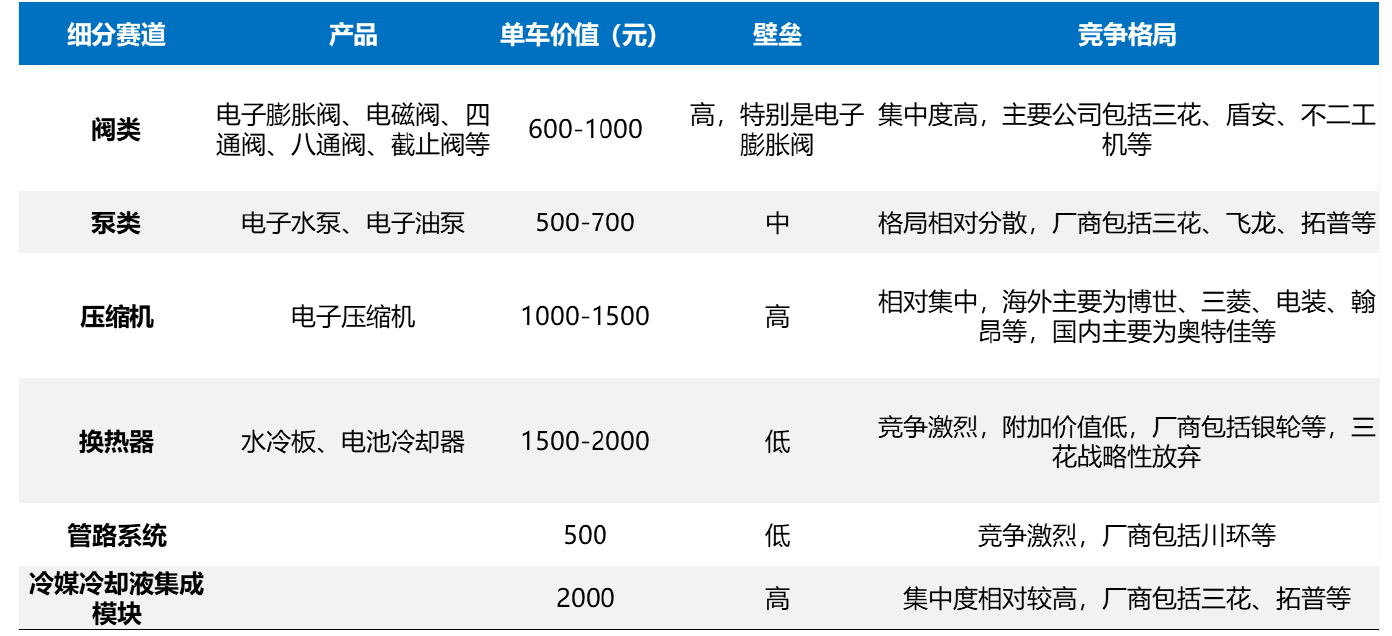 细分赛道 产品 单车价值（元） 壁垒 竞争格局
阀类
电子膨胀阀、电磁阀、四
通阀、八通阀、截止阀等
600-1000
高，特别是电子
膨胀阀
集中度高，主要公司包括三花、盾安、不二工
机等
泵类 电子水泵、电子油泵 500-700 中 格局相对分散，厂商包括三花、飞龙、拓普等
压缩机 电子压缩机 1000-1500 高
相对集中，海外主要为博世、三菱、电装、翰
昂等，国内主要为奥特佳等
换热器 水冷板、电池冷却器 1500-2000 低
竞争激烈，附加价值低，厂商包括银轮等，三
花战略性放弃
管路系统 500 低 竞争激烈，厂商包括川环等
冷媒冷却液集成
模块
2000 高 集中度相对较高，厂商包括三花、拓普等